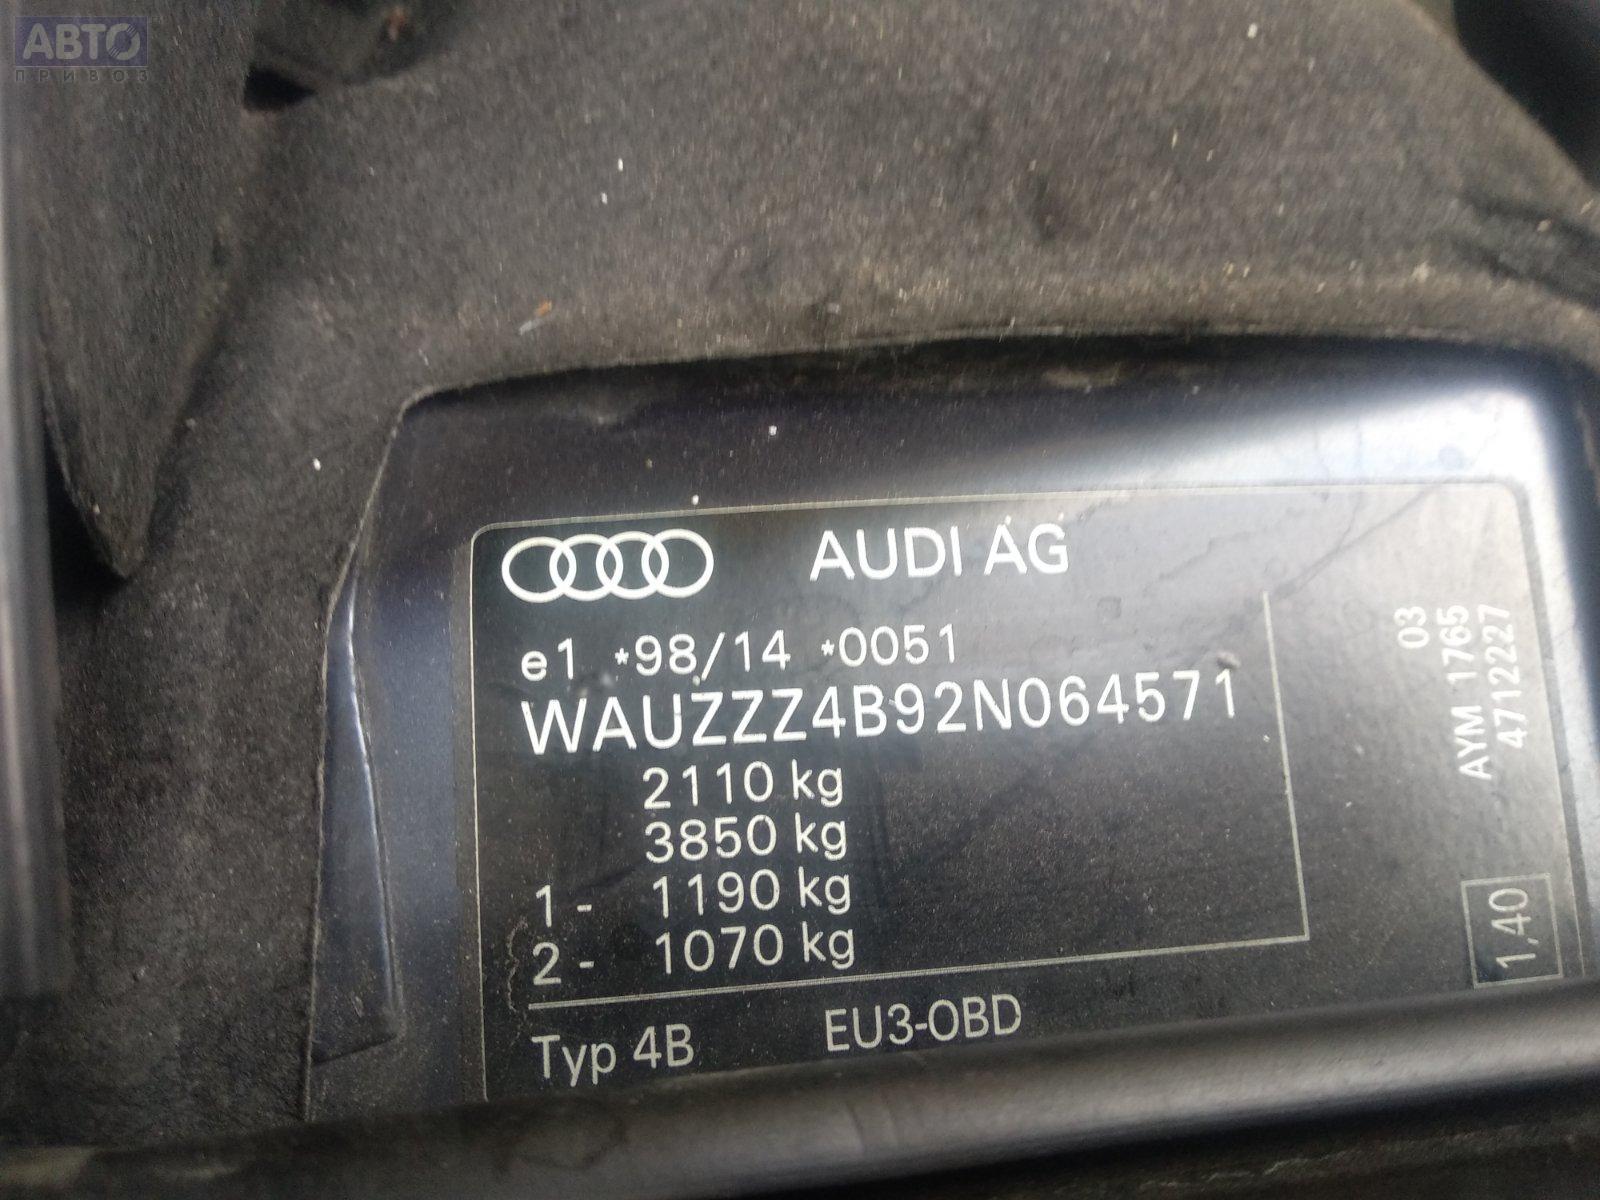 АВТО
ПРИВОЗ
AUDI AG
e1 *98/14 *0051
WAUZZZ4B92N064571
2110 kg
3850 kg
1- 1190 kg
2- 1070 kg
Typ 4B EU3-OBD
03
AYM 1765
4712227
1,40